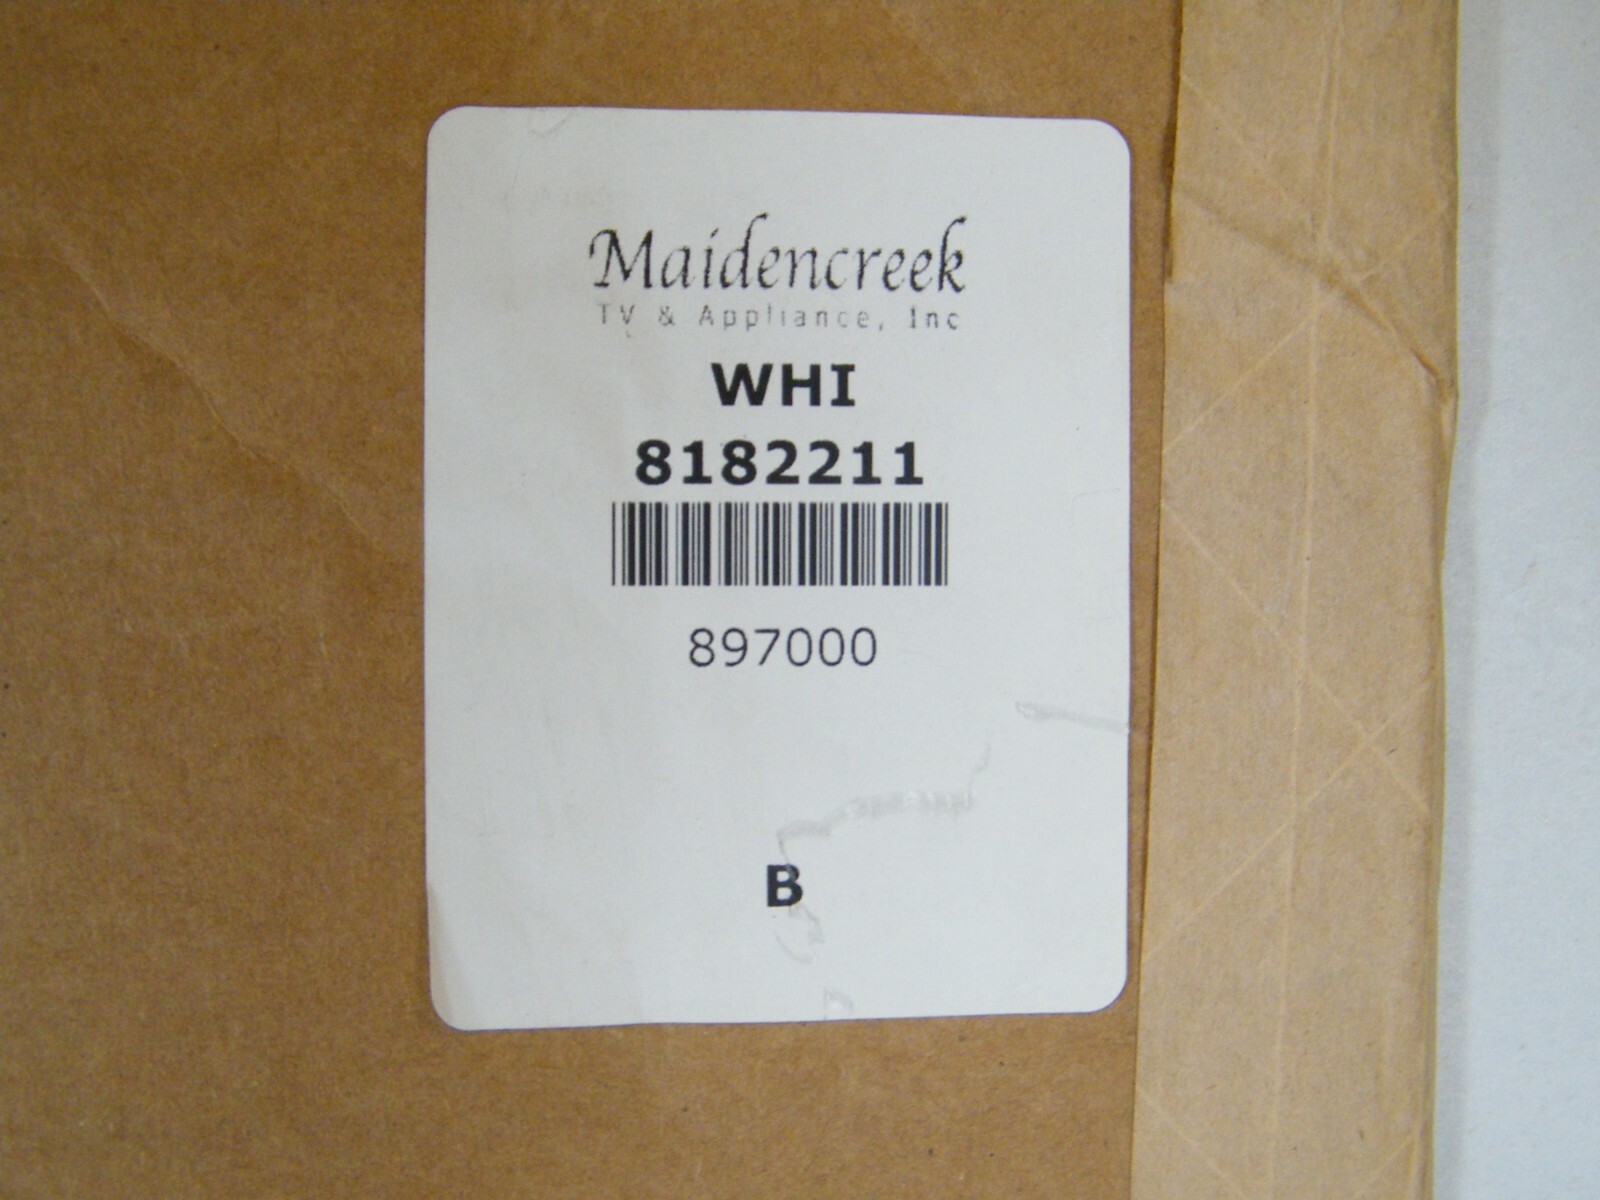 Maidencreek
TV & Appliance, Inc
WHI
8182211
897000
B